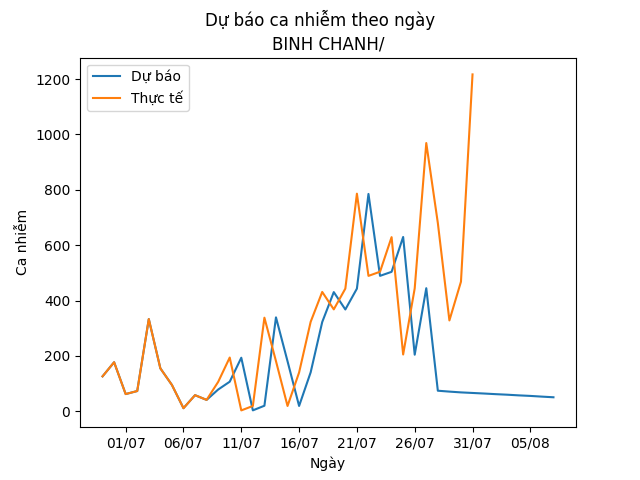 Dự báo ca nhiễm theo ngày
BINH CHANH/
Dự báo
Thực tế
Ca nhiễm
1200
1000
800
600
400
200
0
01/07 06/07 11/07 16/07 21/07 26/07 31/07 05/08
Ngày